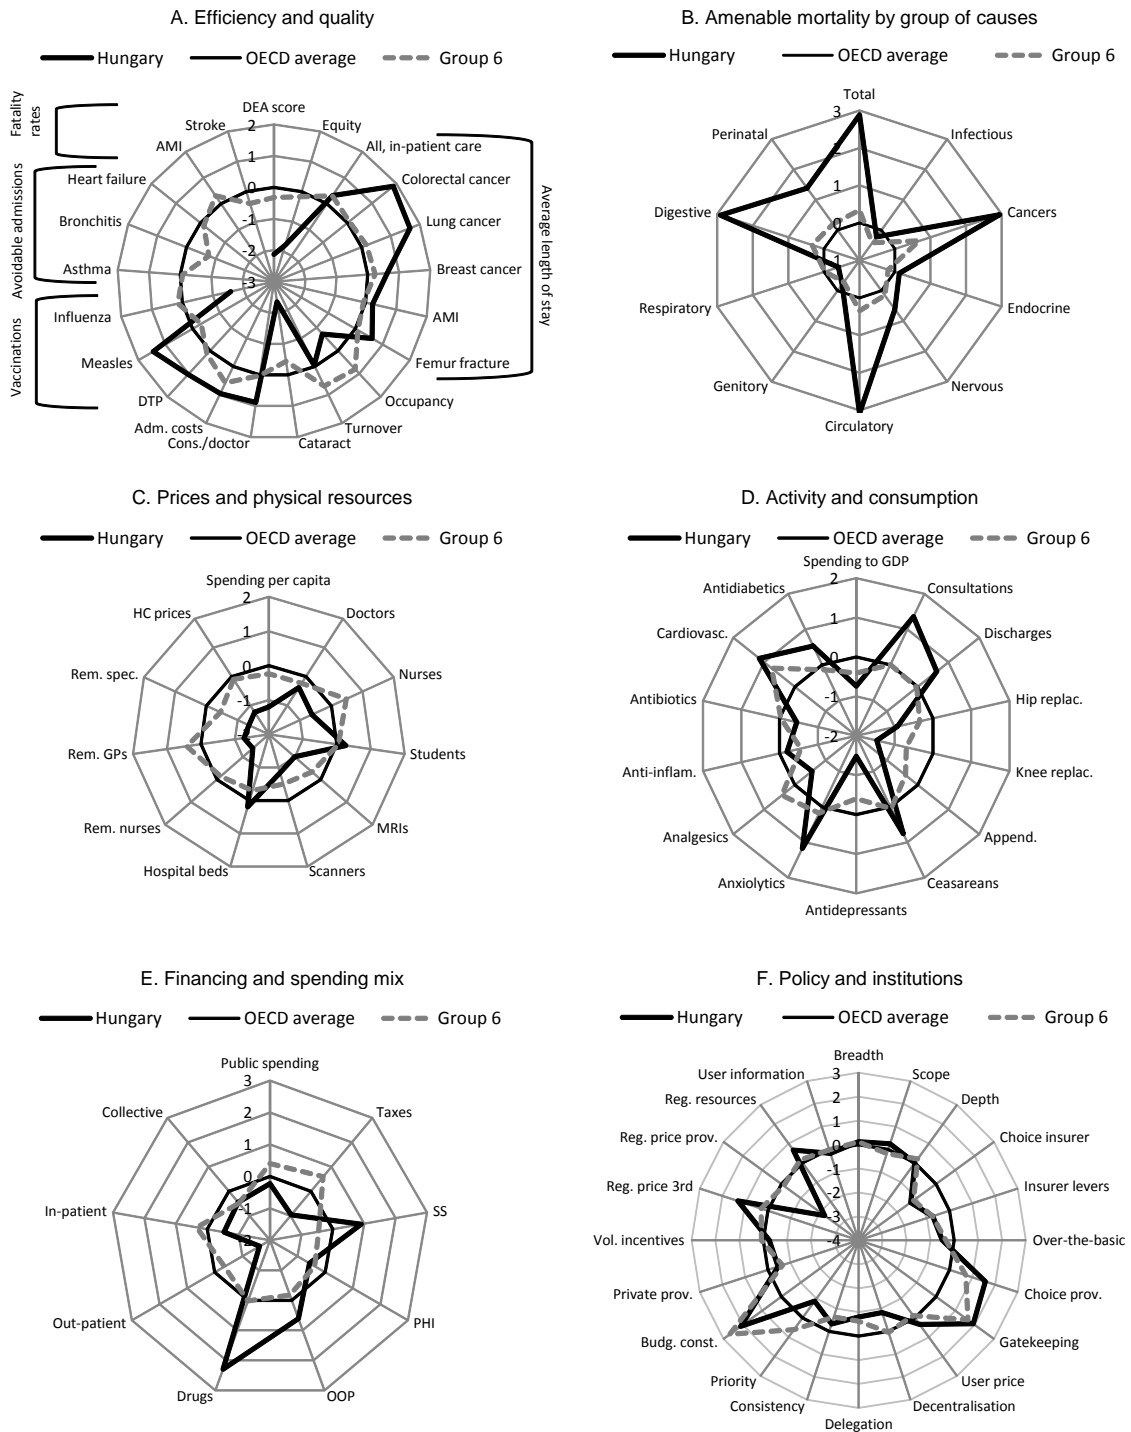 A. Efficiency and quality
Hungary OECD average Group 6
Fatality rates
Avoidable admissions
Vaccinations
Average length of stay
DEA score
Equity
All, in-patient care
Colorectal cancer
Lung cancer
Breast cancer
AMI
Femur fracture
Occupancy
Turnover
Cataract
Cons./doctor
Adm. costs
DTP
Measles
Influenza
Asthma
Bronchitis
Heart failure
AMI
Stroke
2
1
0
-1
-2
-3
B. Amenable mortality by group of causes
Hungary OECD average Group 6
Total
Infectious
Cancers
Endocrine
Nervous
Circulatory
Genitory
Respiratory
Digestive
Perinatal
3
2
1
0
-1
C. Prices and physical resources
Hungary OECD average Group 6
Spending per capita
Doctors
Nurses
Students
MRIs
Scanners
Hospital beds
Rem. nurses
Rem. GPs
Rem. spec.
HC prices
2
1
0
-1
-2
D. Activity and consumption
Hungary OECD average Group 6
Spending to GDP
Consultations
Discharges
Hip replac.
Knee replac.
Append.
Ceasareans
Antidepressants
Anxiolytics
Analgesics
Anti-inflam.
Antibiotics
Cardiovasc.
Antidiabetics
2
1
0
-1
-2
E. Financing and spending mix
Hungary OECD average Group 6
Public spending
Taxes
SS
PHI
OOP
Drugs
Out-patient
In-patient
Collective
3
2
1
0
-1
-2
F. Policy and institutions
Hungary OECD average Group 6
Breadth
Scope
Depth
Choice insurer
Insurer levers
Over-the-basic
Choice prov.
Gatekeeping
User price
Decentralisation
Delegation
Consistency
Priority
Budg. const.
Private prov.
Vol. incentives
Reg. price 3rd
Reg. price prov.
Reg. resources
User information
3
2
1
0
-1
-2
-3
-4